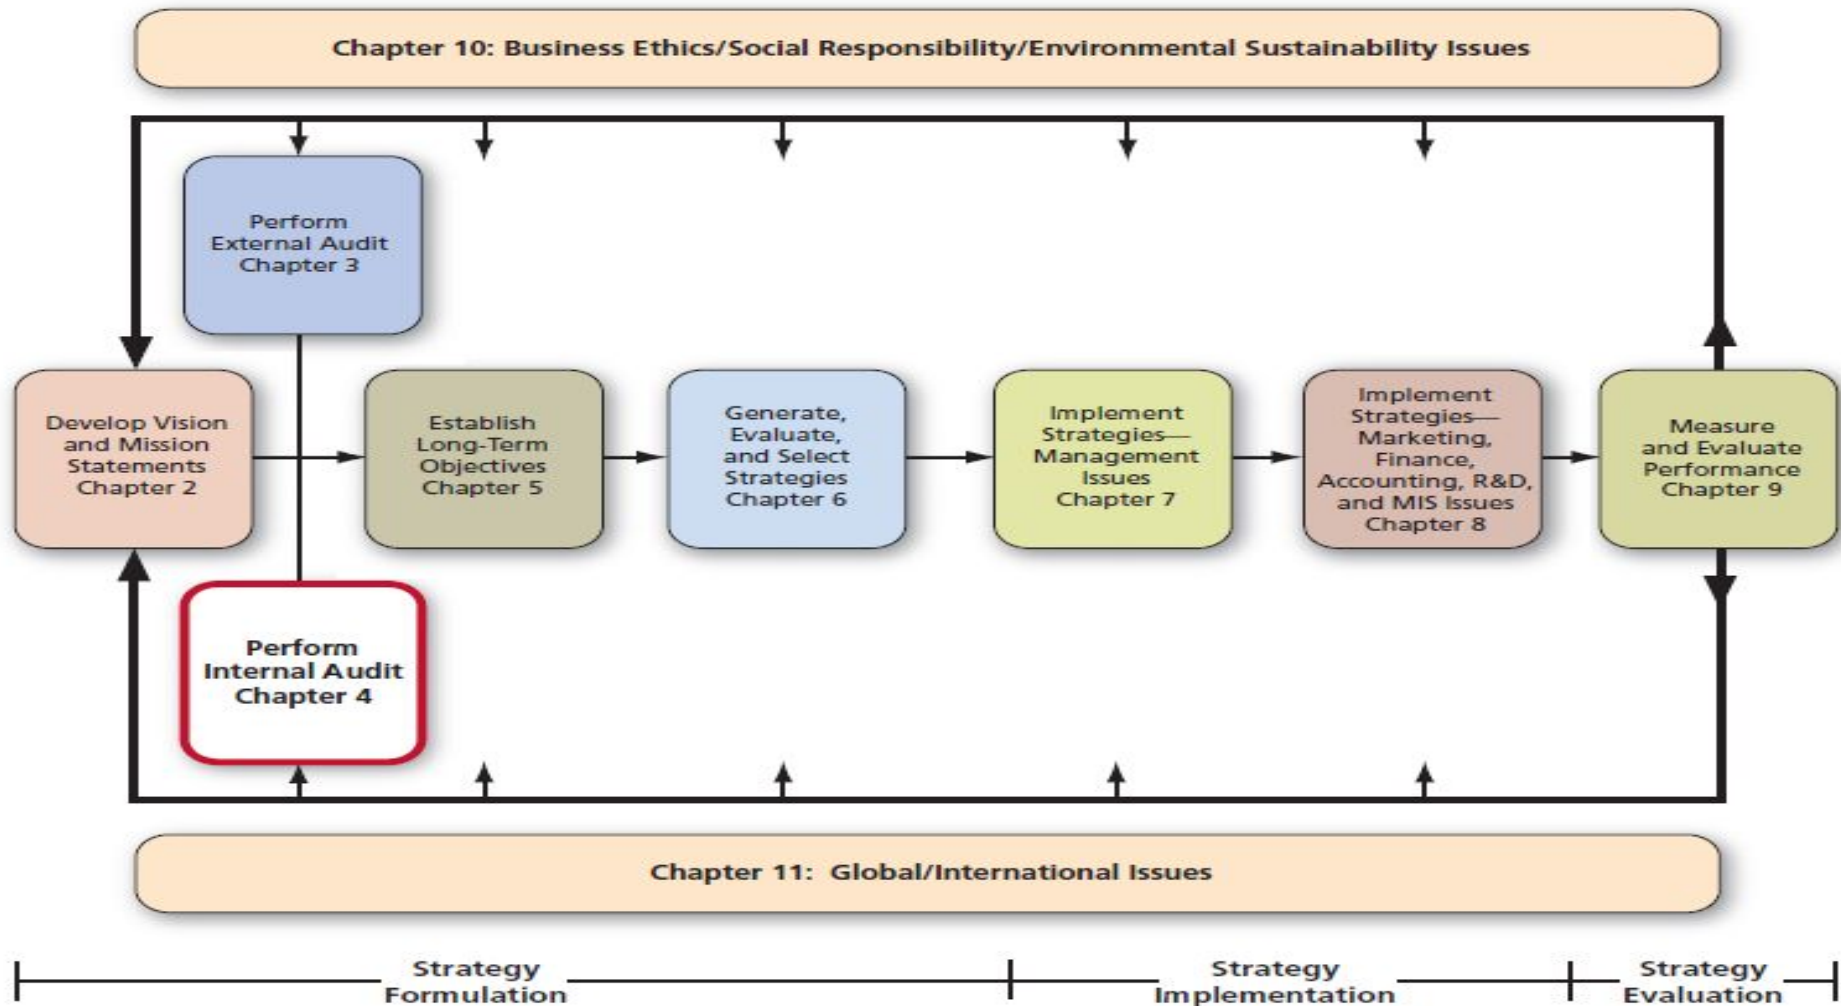 Chapter 10: Business Ethics/Social Responsibility/Environmental Sustainability Issues
Perform
External Audit
Chapter 3
Develop Vision
and Mission
Statements
Chapter 2
Establish
Long-Term
Objectives
Chapter 5
Generate,
Evaluate,
and Select
Strategies
Chapter 6
Implement
Strategies—
Management
Issues
Chapter 7
Implement
Strategies—
Marketing,
Finance,
Accounting, R&D,
and MIS Issues
Chapter 8
Measure
and Evaluate
Performance
Chapter 9
Perform
Internal Audit
Chapter 4
Chapter 11: Global/International Issues
Strategy
Formulation
Strategy
Implementation
Strategy
Evaluation